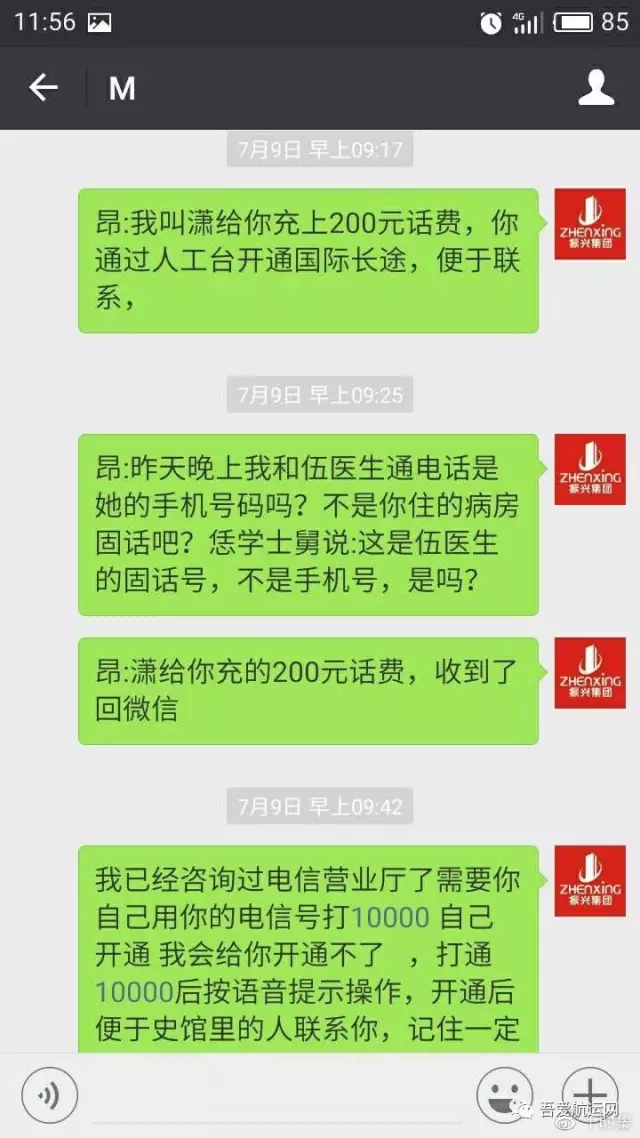 11:56
4G
85
M
7月9日 早上09:17
昂:我叫潇给你充上200元话费，你
通过人工台开通国际长途，便于联
系，
ZHENXING
振兴集团
7月9日 早上09:25
昂:昨天晚上我和伍医生通电话是
她的手机号码吗？不是你住的病房
固话吧？恁学士舅说:这是伍医生
的固话号，不是手机号，是吗？
ZHENXING
振兴集团
昂:潇给你充的200元话费，收到了
回微信
ZHENXING
振兴集团
7月9日 早上09:42
我已经咨询过电信营业厅了需要你
自己用你的电信号打10000 自己
开通 我会给你开通不了 ，打通
10000后按语音提示操作，开通后
便于史馆里的人联系你，记住一定
ZHENXING
振兴集团
吾爱航运网